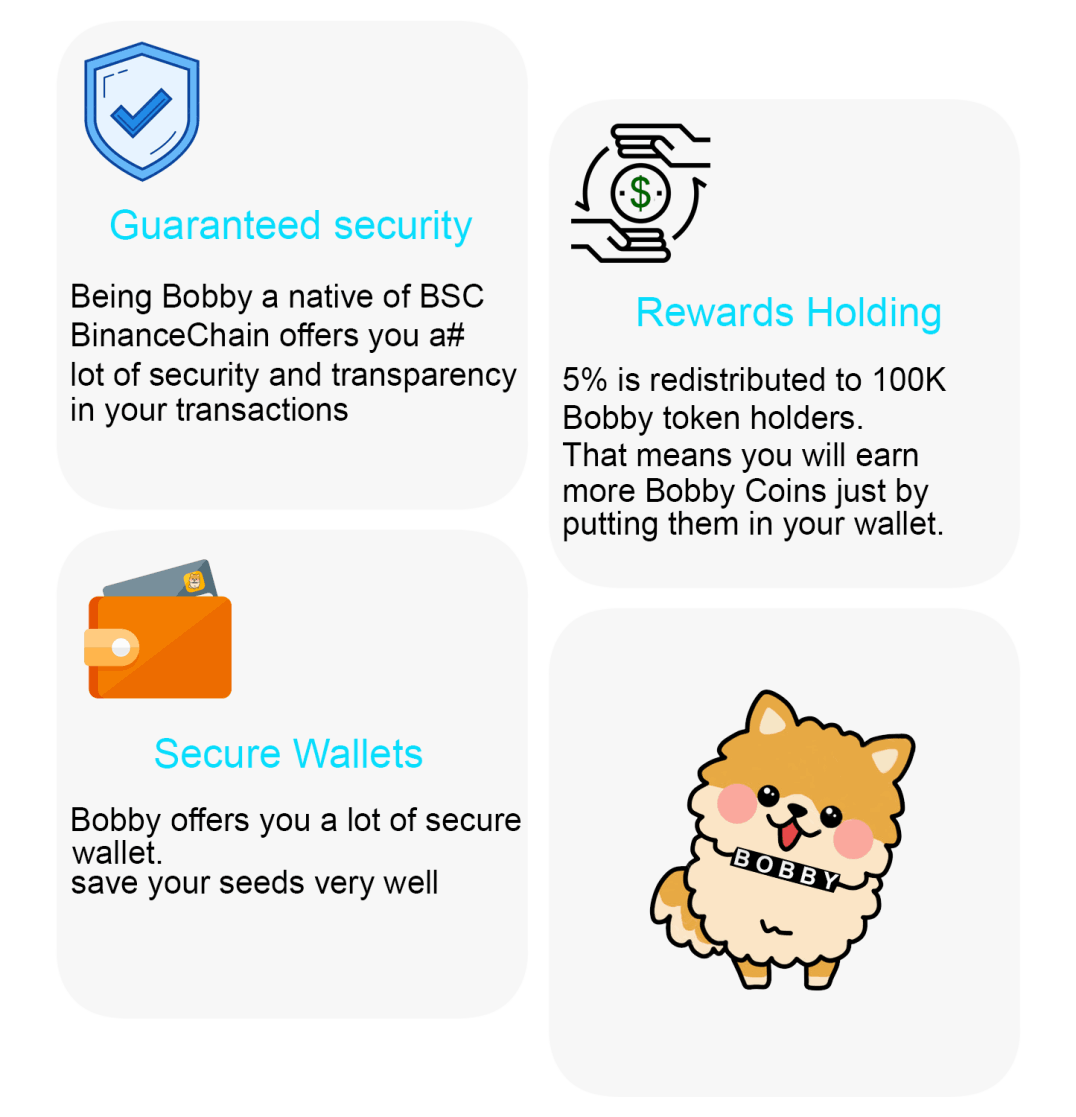 Guaranteed security
Being Bobby a native of BSC
BinanceChain offers you a#
lot of security and transparency
in your transactions
$
Rewards Holding
5% is redistributed to 100K
Bobby token holders.
That means you will earn
more Bobby Coins just by
putting them in your wallet.
Secure Wallets
Bobby offers you a lot of secure
wallet.
save your seeds very well
BOBBY